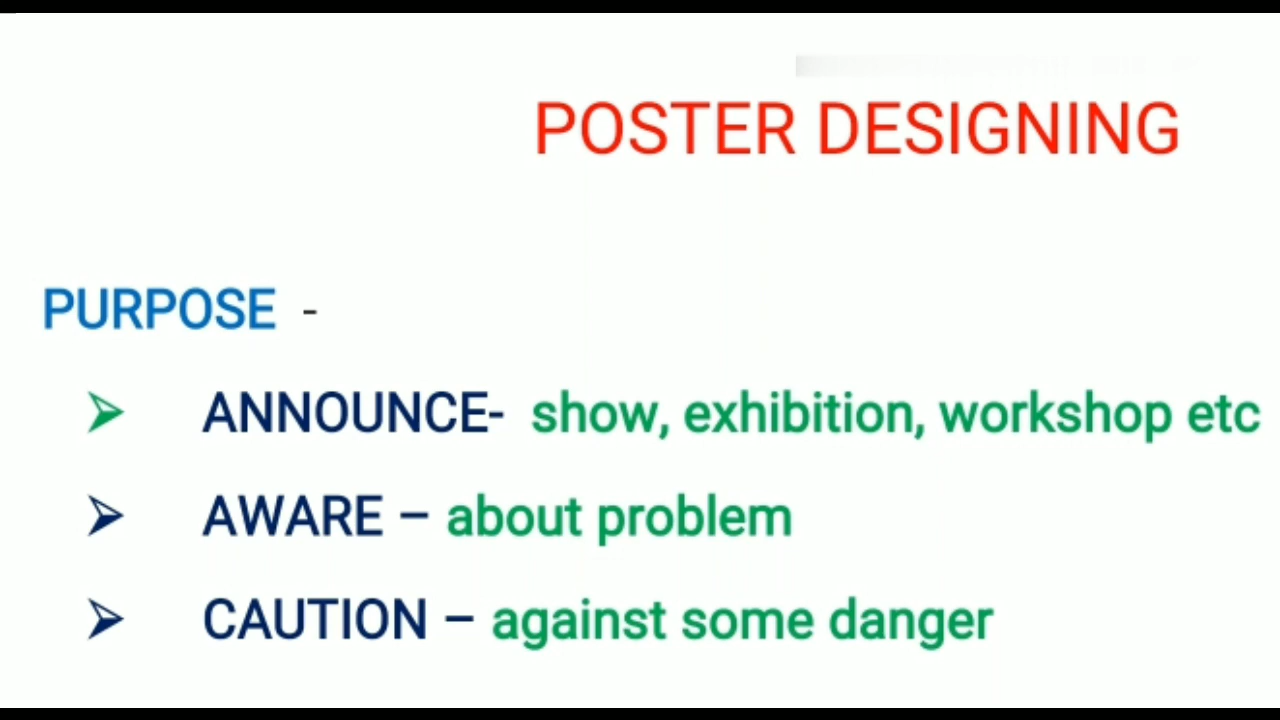 POSTER DESIGNING
PURPOSE -
➢ ANNOUNCE- show, exhibition, workshop etc
➢ AWARE – about problem
➢ CAUTION – against some danger